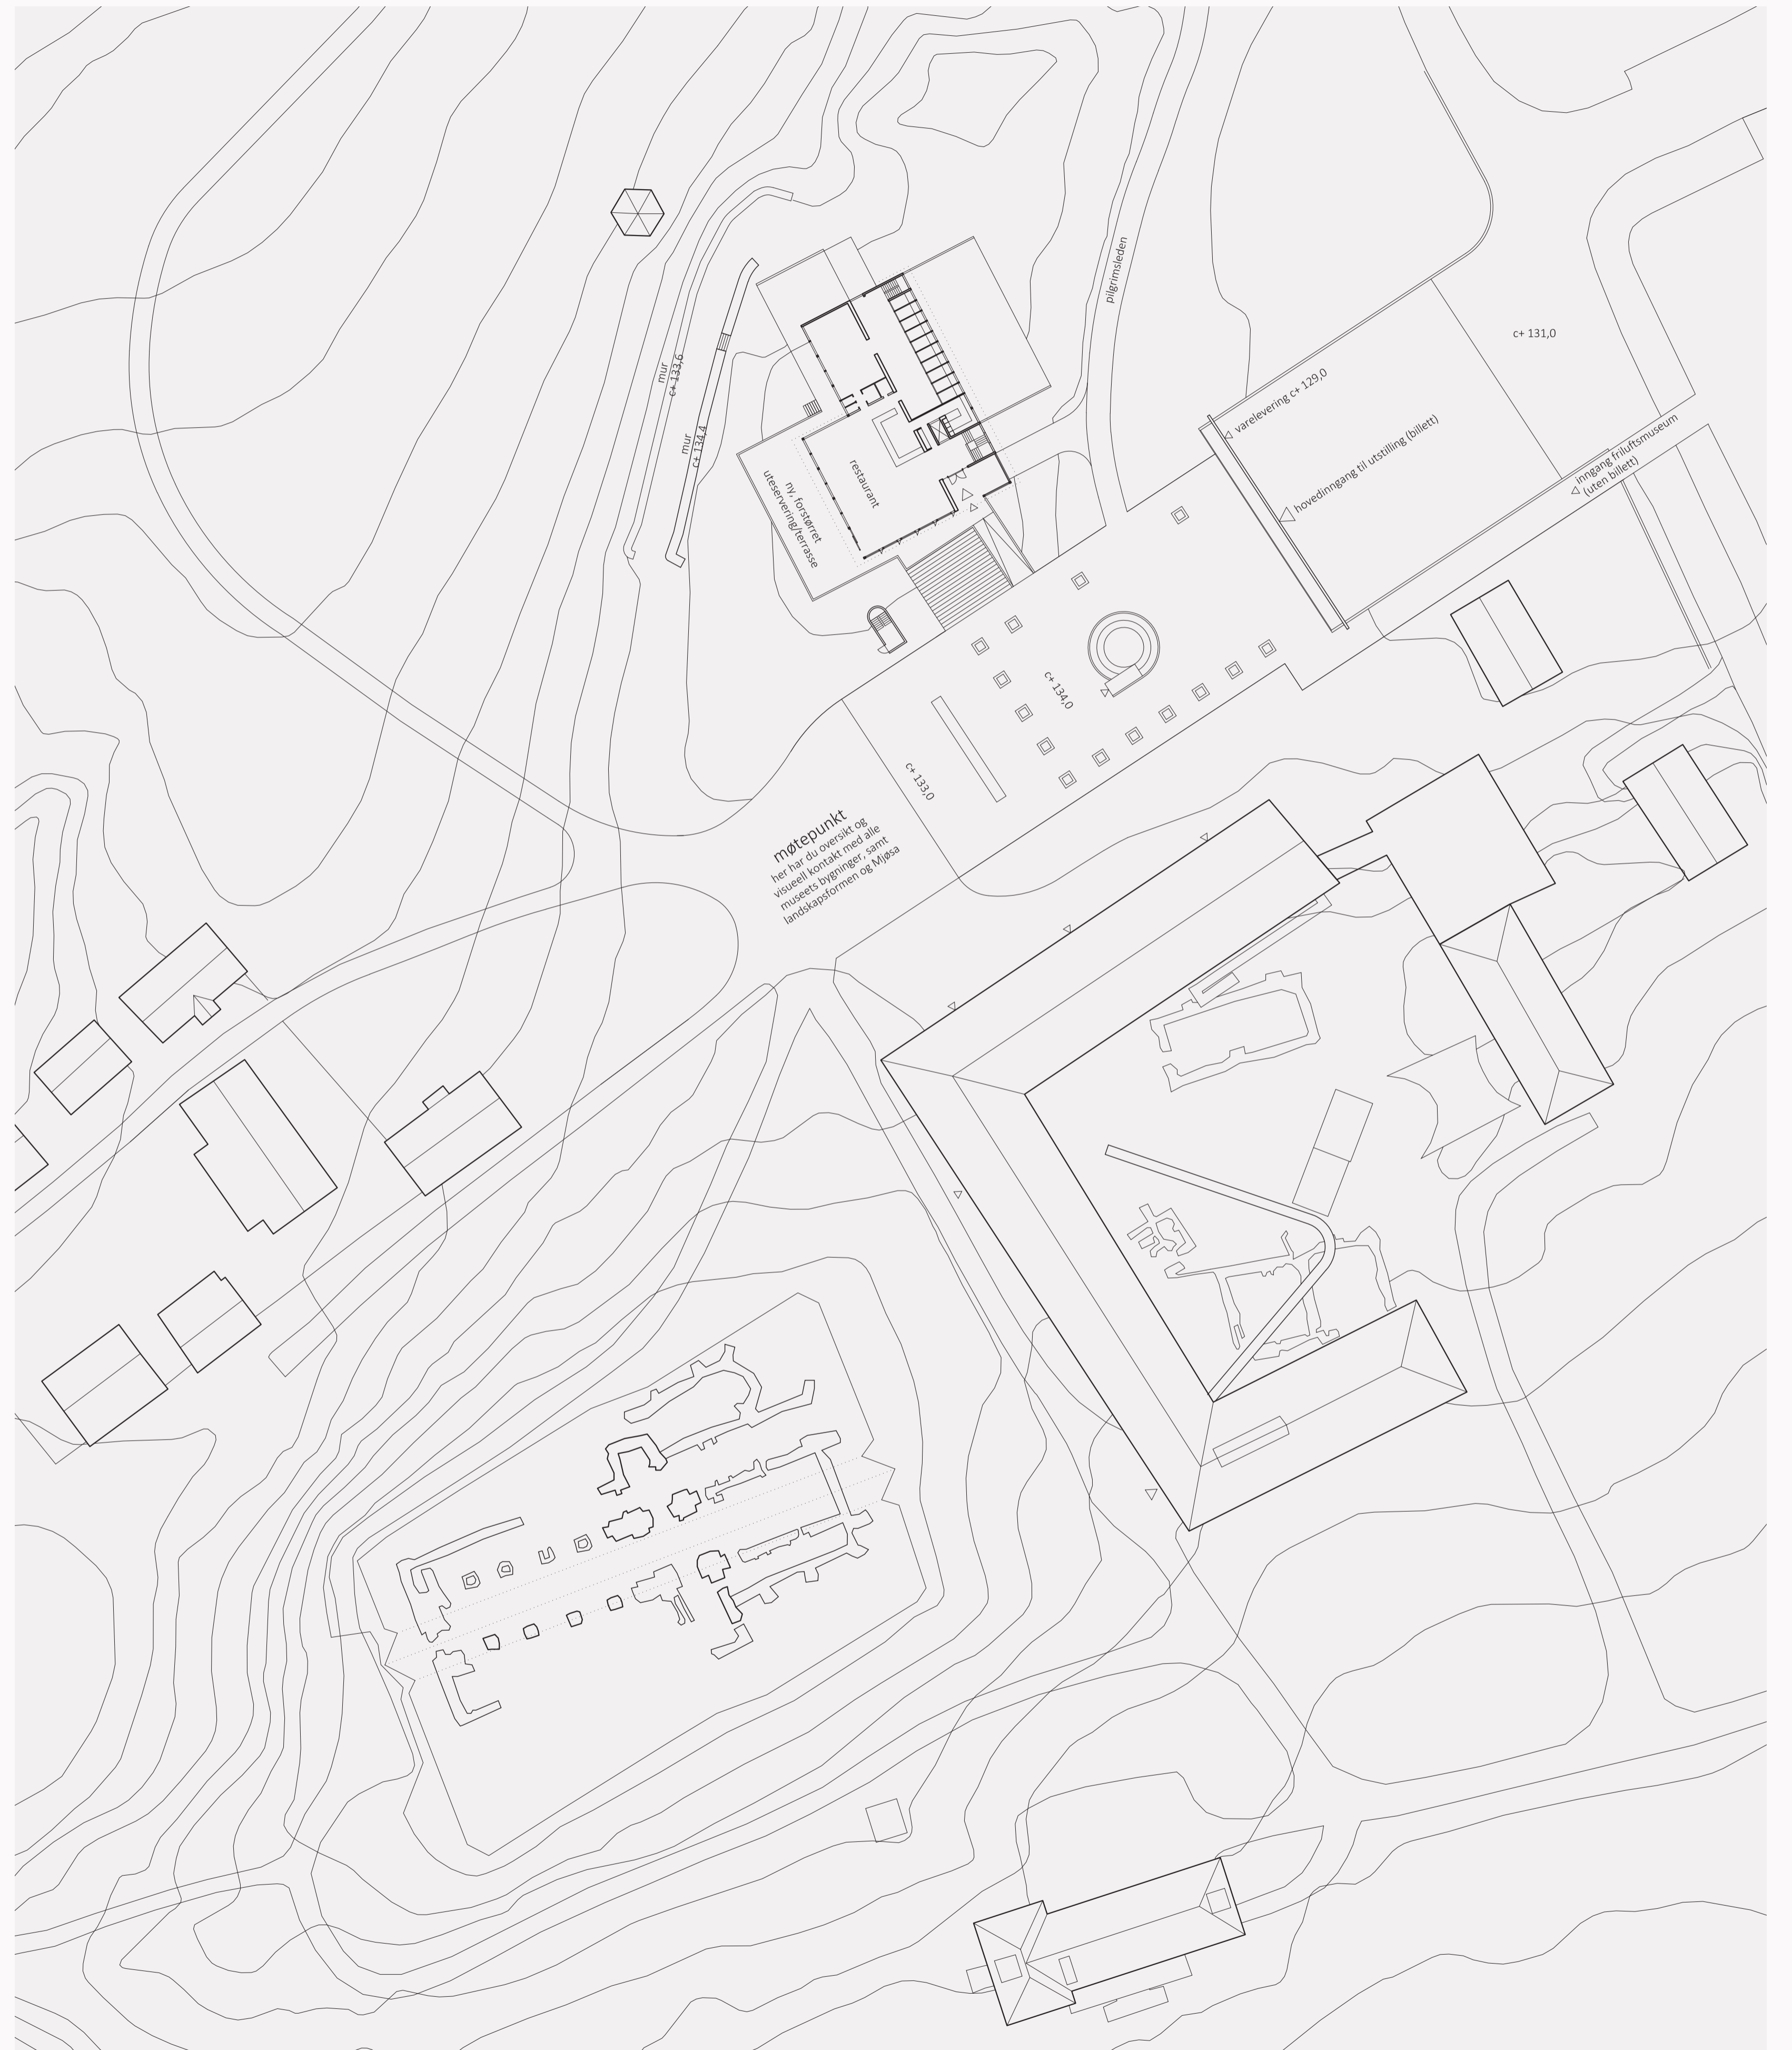 pilgrimsleden
c+ 131,0
mur
c+ 133,6
varelevering c+ 129,0
mur
c+ 134,4
hovedinngang til utstilling (billett)
inngang friluftsmuseum
(uten billett)
restaurant
ny, forstørret
uteservering/terrasse
c+ 134,0
c+ 133,0
møtepunkt
her har du oversikt og
visueell kontakt med alle
museets bygninger, samt
landskapsformen og Mjøsa